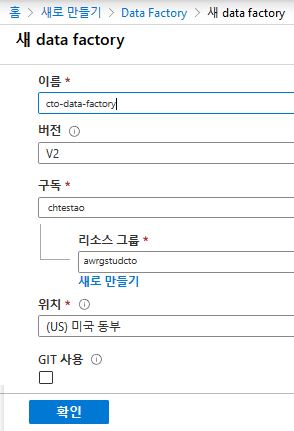 홈 > 새로 만들기 > Data Factory > 새 data factory
새 data factory
이름 *
cto-data-factory
버전
V2
구독 *
chtestao
리소스 그룹 *
awrgstudcto
새로 만들기
위치 *
(US) 미국 동부
GIT 사용
확인